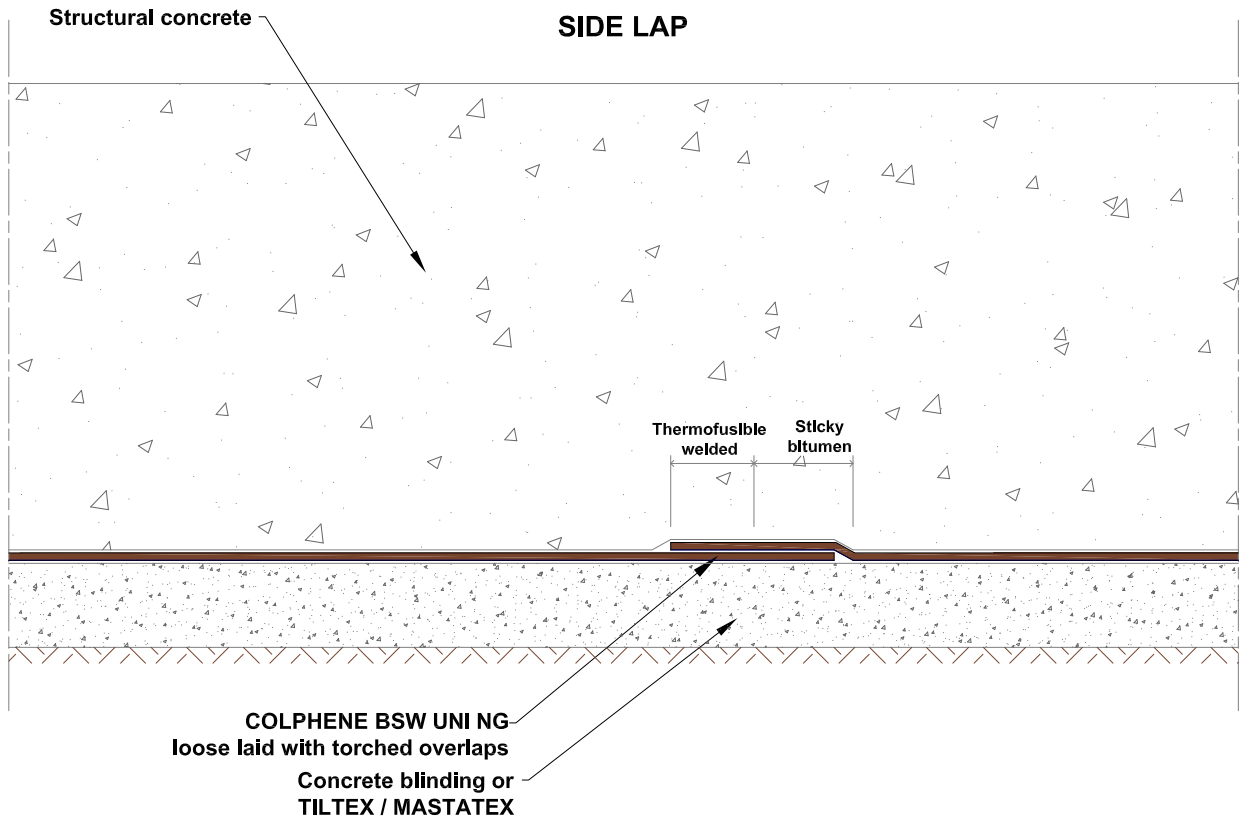 Structural concrete
SIDE LAP
Thermofusible
welded
Sticky
bitumen
COLPHENE BSW UNI NG
loose laid with torched overlaps
Concrete blinding or
TILTEX / MASTATEX